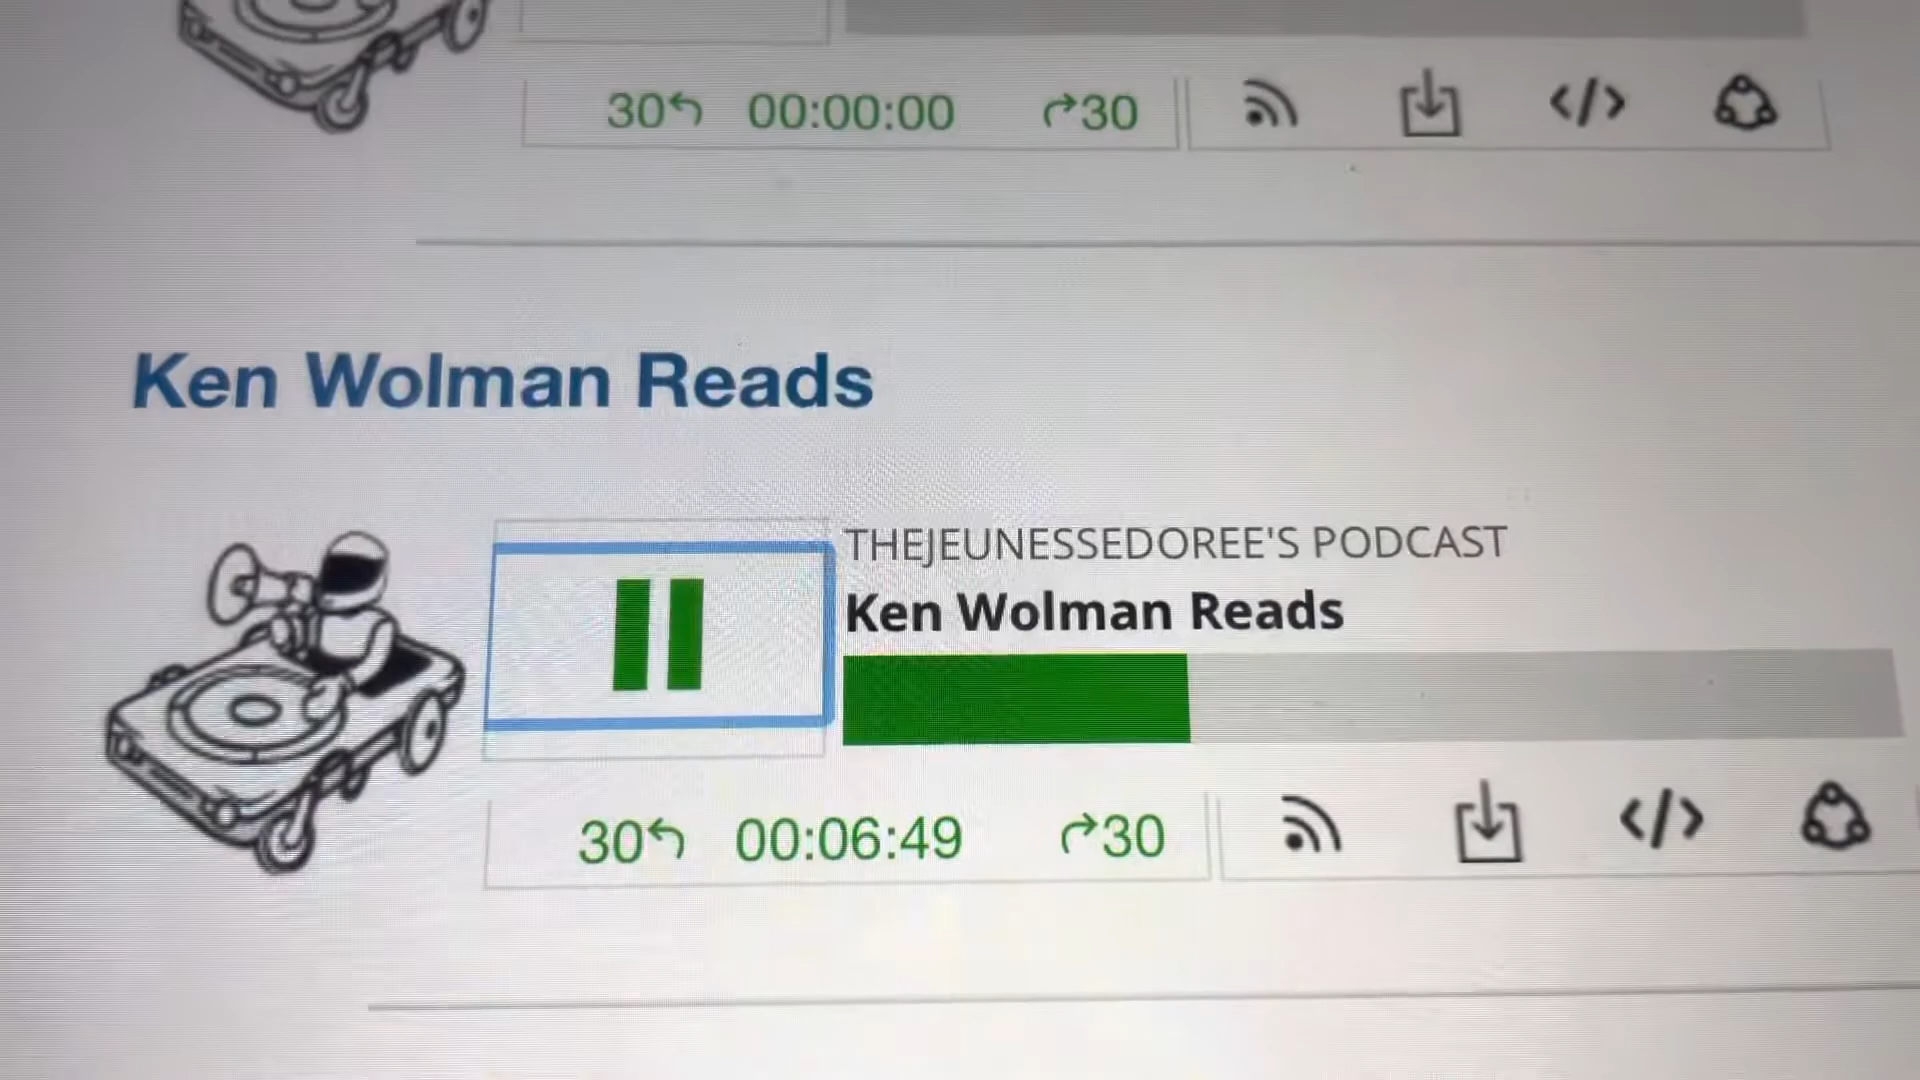 30 00:00:00 30
Ken Wolman Reads
THEJEUNESSEDOREE'S PODCAST
Ken Wolman Reads
30 00:06:49 30